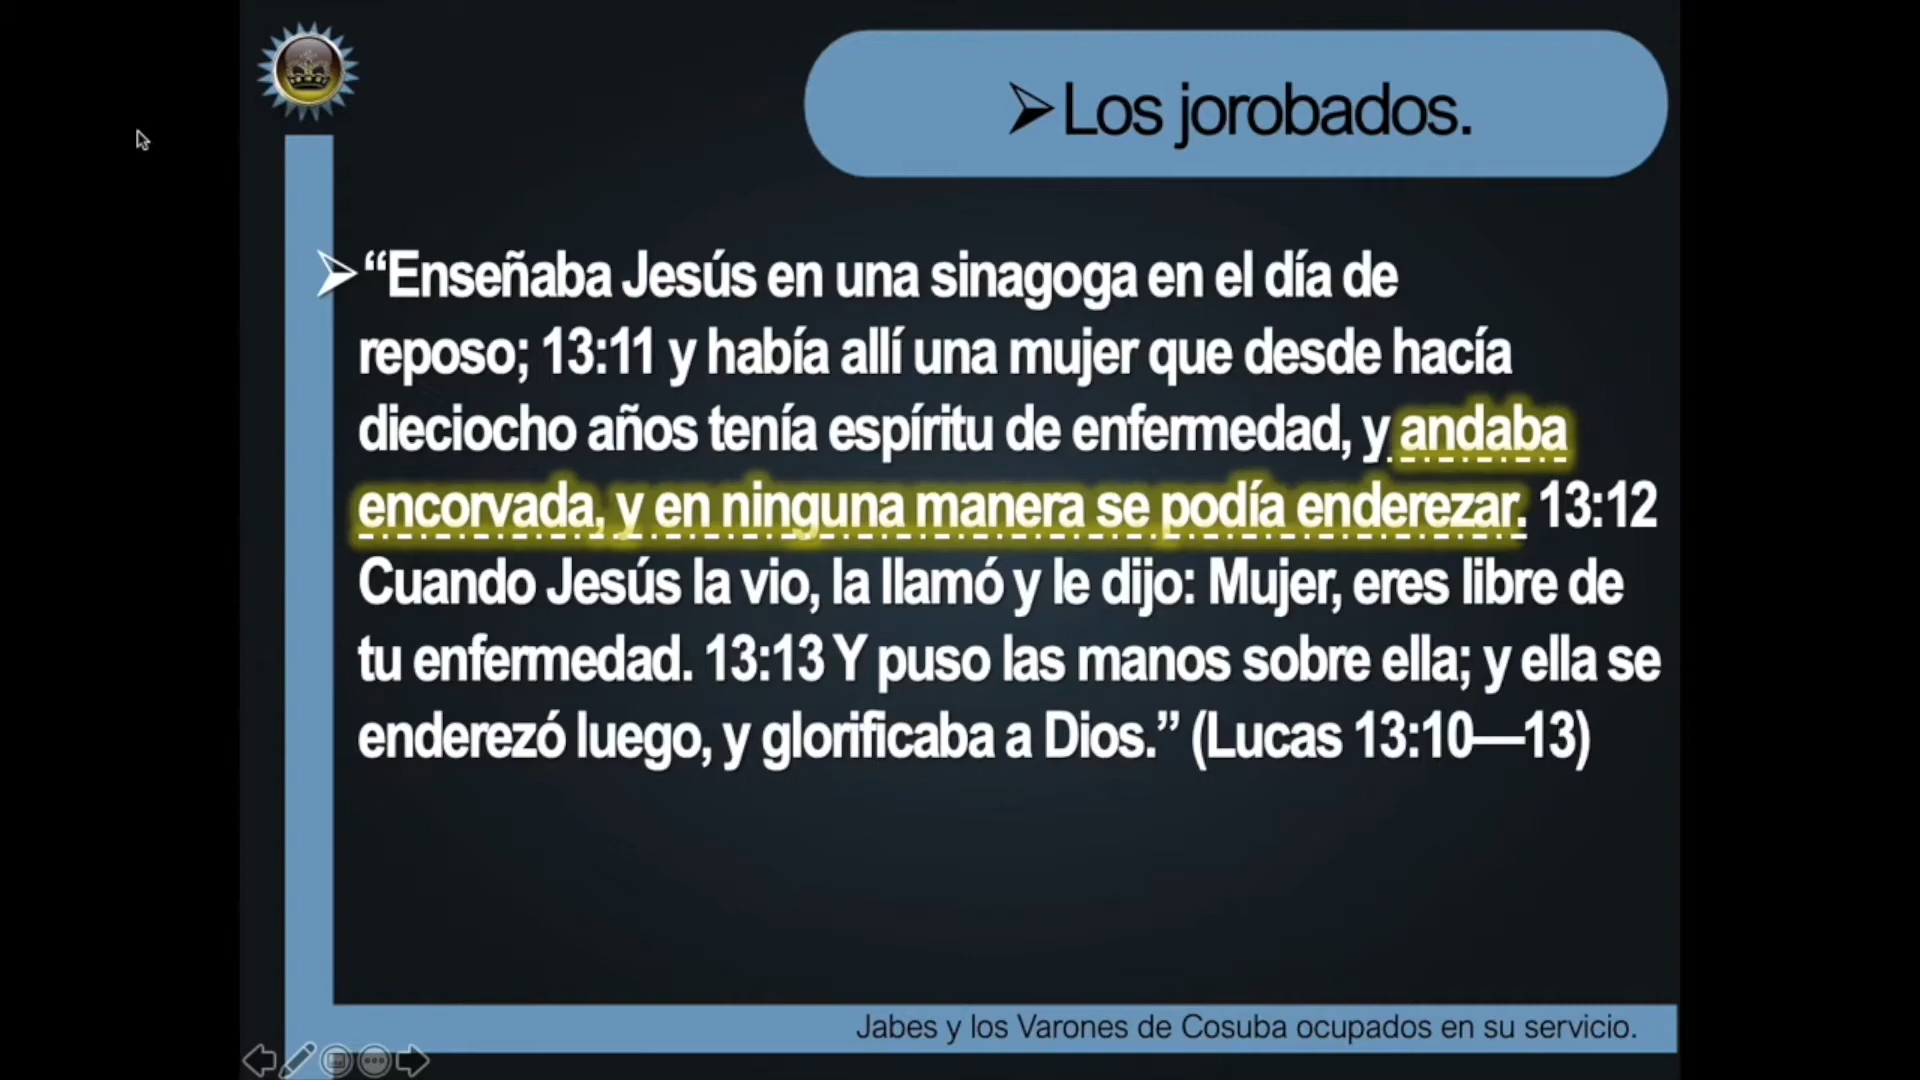 ➢Los jorobados.
➢“Enseñaba Jesús en una sinagoga en el día de
reposo; 13:11 y había allí una mujer que desde hacía
dieciocho años tenía espíritu de enfermedad, y andaba
encorvada, y en ninguna manera se podía enderezar. 13:12
Cuando Jesús la vio, la llamó y le dijo: Mujer, eres libre de
tu enfermedad. 13:13 Y puso las manos sobre ella; y ella se
enderezó luego, y glorificaba a Dios.” (Lucas 13:10—13)
Jabes y los Varones de Cosuba ocupados en su servicio.